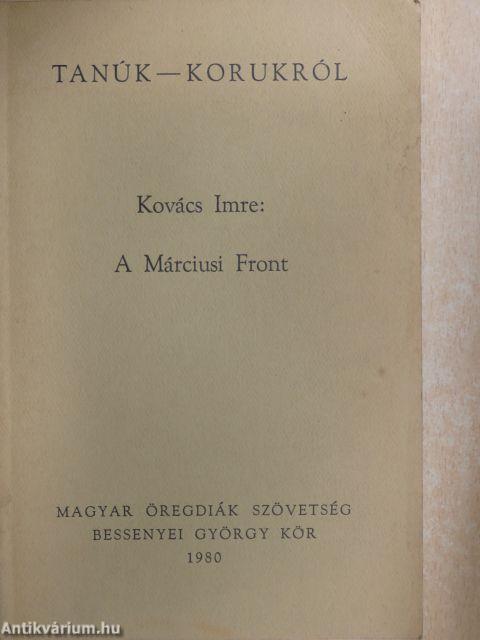 TANÚK—KORUKRÓL
Kovács Imre:
A Márciusi Front
MAGYAR ÖREGDIÁK SZÖVETSÉG
BESSENYEI GYÖRGY KÖR
1980
Antikvárium.hu